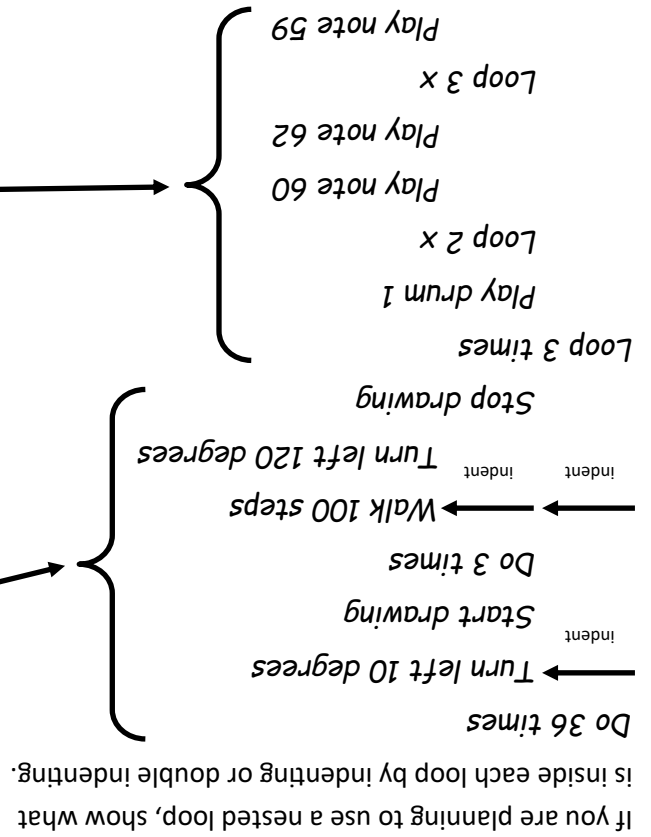 If you are planning to use a nested loop, show what
is inside each loop by indenting or double indenting.
Do 36 times
Turn left 10 degrees
indent
Start drawing
Do 3 times
Walk 100 steps
indent indent
Turn left 120 degrees
Stop drawing
Loop 3 times
Play drum 1
Loop 2 x
Play note 60
Play note 62
Loop 3 x
Play note 59